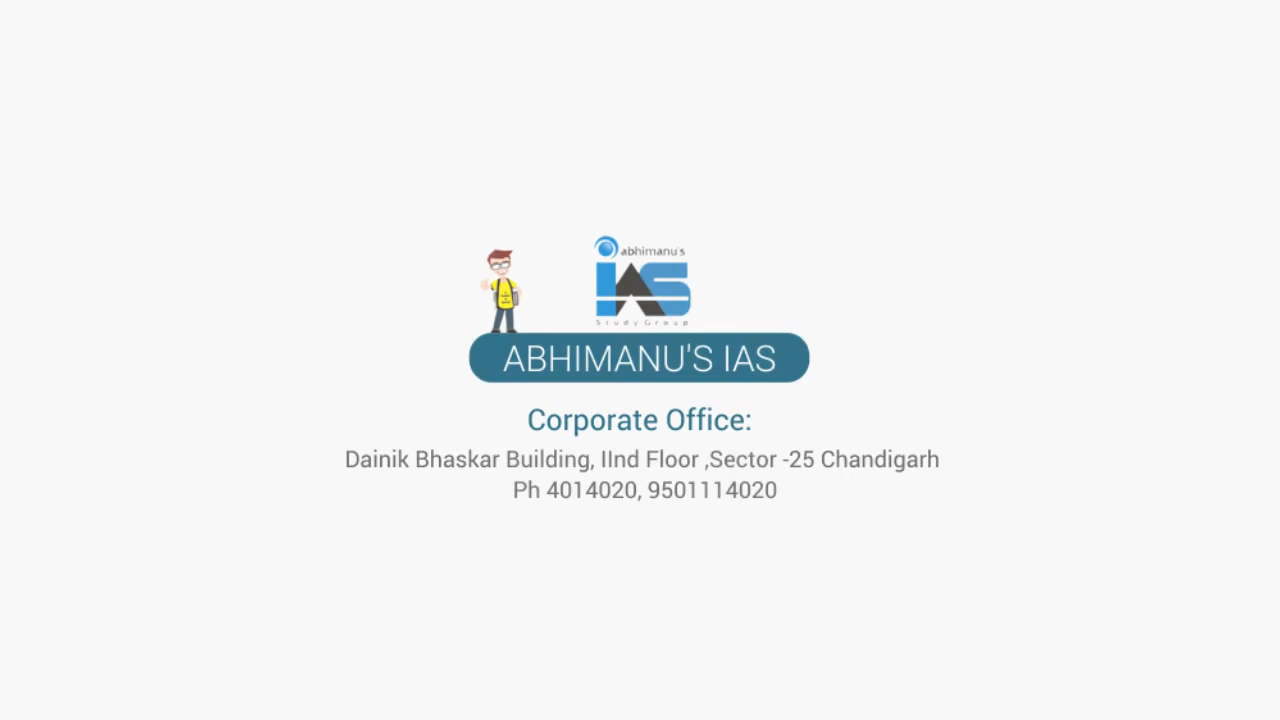 abhimanu's
IAS
Study Group
ABHIMANU'S IAS
Corporate Office:
Dainik Bhaskar Building, IInd Floor ,Sector -25 Chandigarh
Ph 4014020, 9501114020